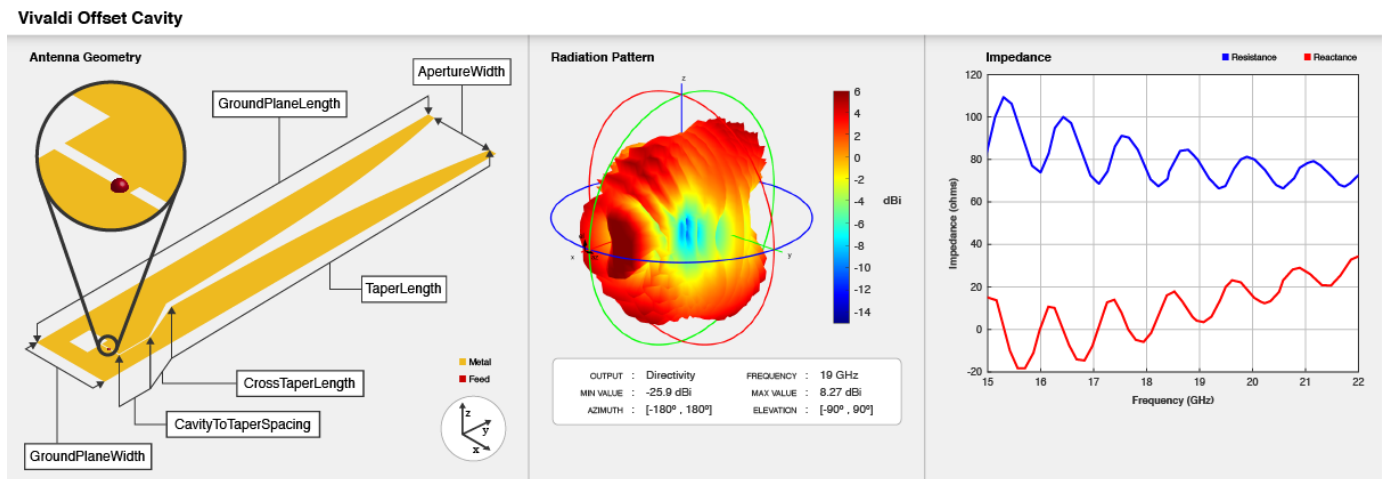 Vivaldi Offset Cavity
Antenna Geometry
ApertureWidth
GroundPlaneLength
TaperLength
CrossTaperLength
CavityToTaperSpacing
GroundPlaneWidth
Metal
Feed
z
y
x
Radiation Pattern
z
x
y
6
4
2
0
-2
-4
-6
-8
-10
-12
-14
dBi
OUTPUT : Directivity FREQUENCY : 19 GHz
MIN VALUE : -25.9 dBi MAX VALUE : 8.27 dBi
AZIMUTH : [-180º , 180º] ELEVATION : [-90º , 90º]
Impedance
Resistance Reactance
Impedance (ohms)
120
100
80
60
40
20
0
-20
15 16 17 18 19 20 21 22
Frequency (GHz)